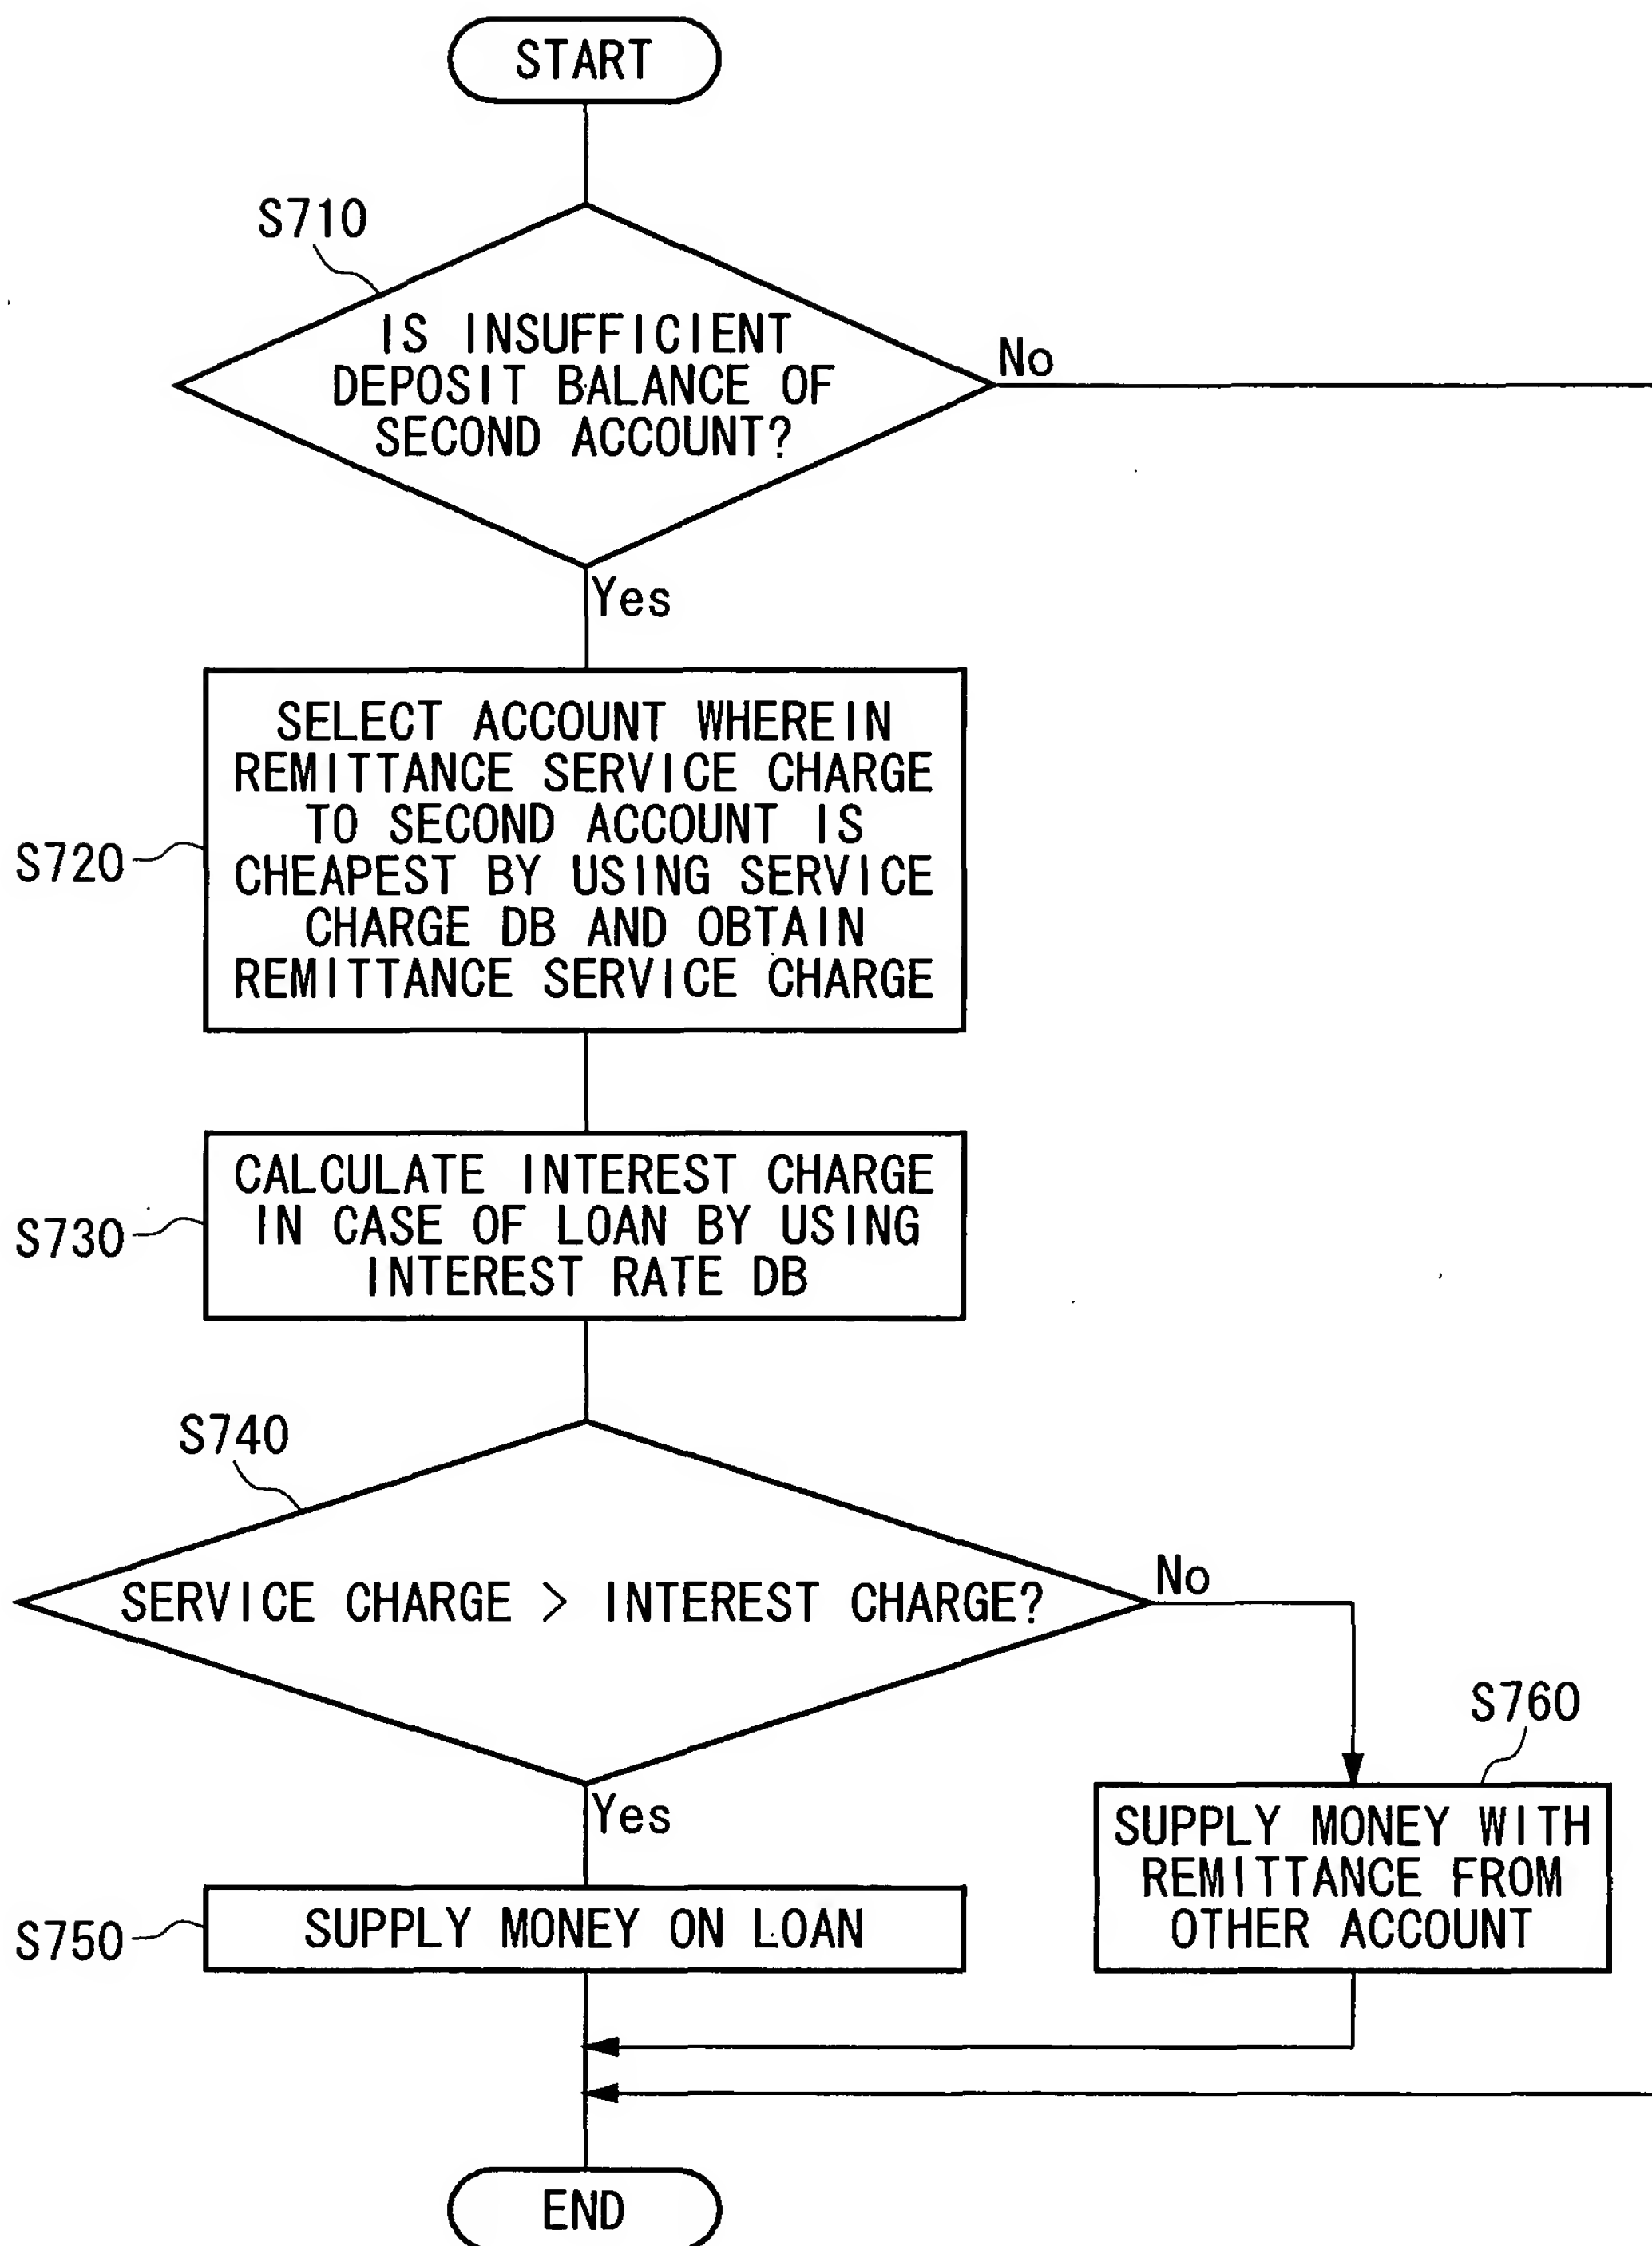 START
S710
IS INSUFFICIENT
DEPOSIT BALANCE OF
SECOND ACCOUNT?
No
Yes
S720
SELECT ACCOUNT WHEREIN
REMITTANCE SERVICE CHARGE
TO SECOND ACCOUNT IS
CHEAPEST BY USING SERVICE
CHARGE DB AND OBTAIN
REMITTANCE SERVICE CHARGE
S730
CALCULATE INTEREST CHARGE
IN CASE OF LOAN BY USING
INTEREST RATE DB
S740
SERVICE CHARGE > INTEREST CHARGE?
No
Yes
S760
SUPPLY MONEY WITH
REMITTANCE FROM
OTHER ACCOUNT
S750
SUPPLY MONEY ON LOAN
END